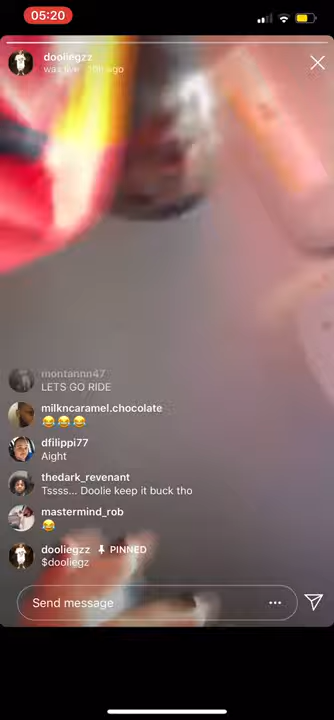 05:20
dooliegzz
was live · 10h ago
montannn47
LETS GO RIDE
milkncaramel.chocolate
😂😂😂
dfilippi77
Aight
thedark_revenant
Tssss... Doolie keep it buck tho
mastermind_rob
😂
dooliegzz PINNED
$dooliegz
Send message